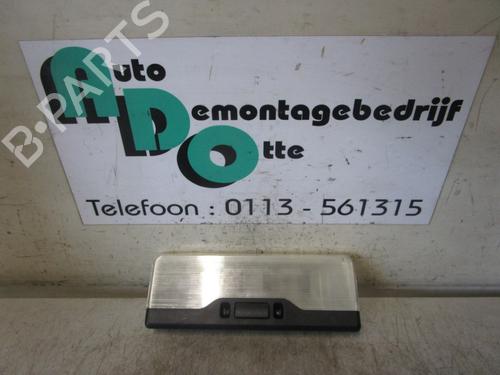 B-PARTS
Auto
Demontagebedrijf
Otte
Telefoon : 0113 - 561315